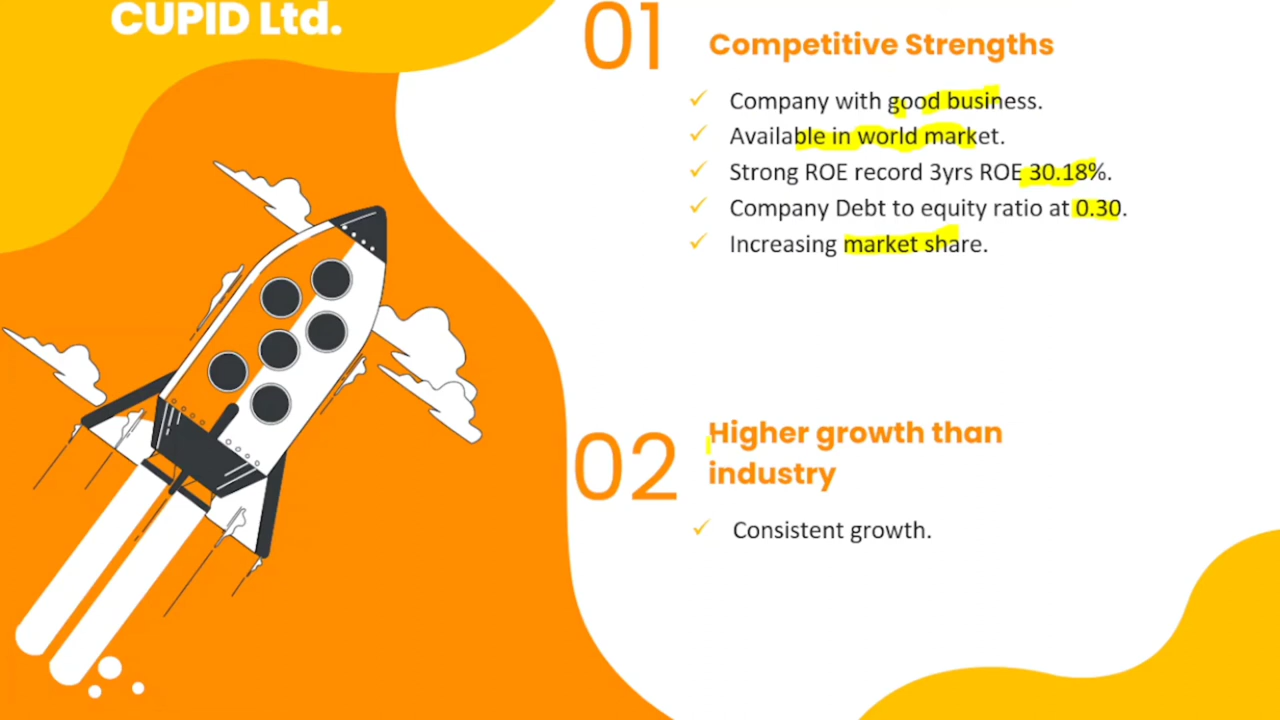 CUPID Ltd.
01
Competitive Strengths
Company with good business.
Available in world market.
Strong ROE record 3yrs ROE 30.18%.
Company Debt to equity ratio at 0.30.
Increasing market share.
02
Higher growth than
industry
Consistent growth.